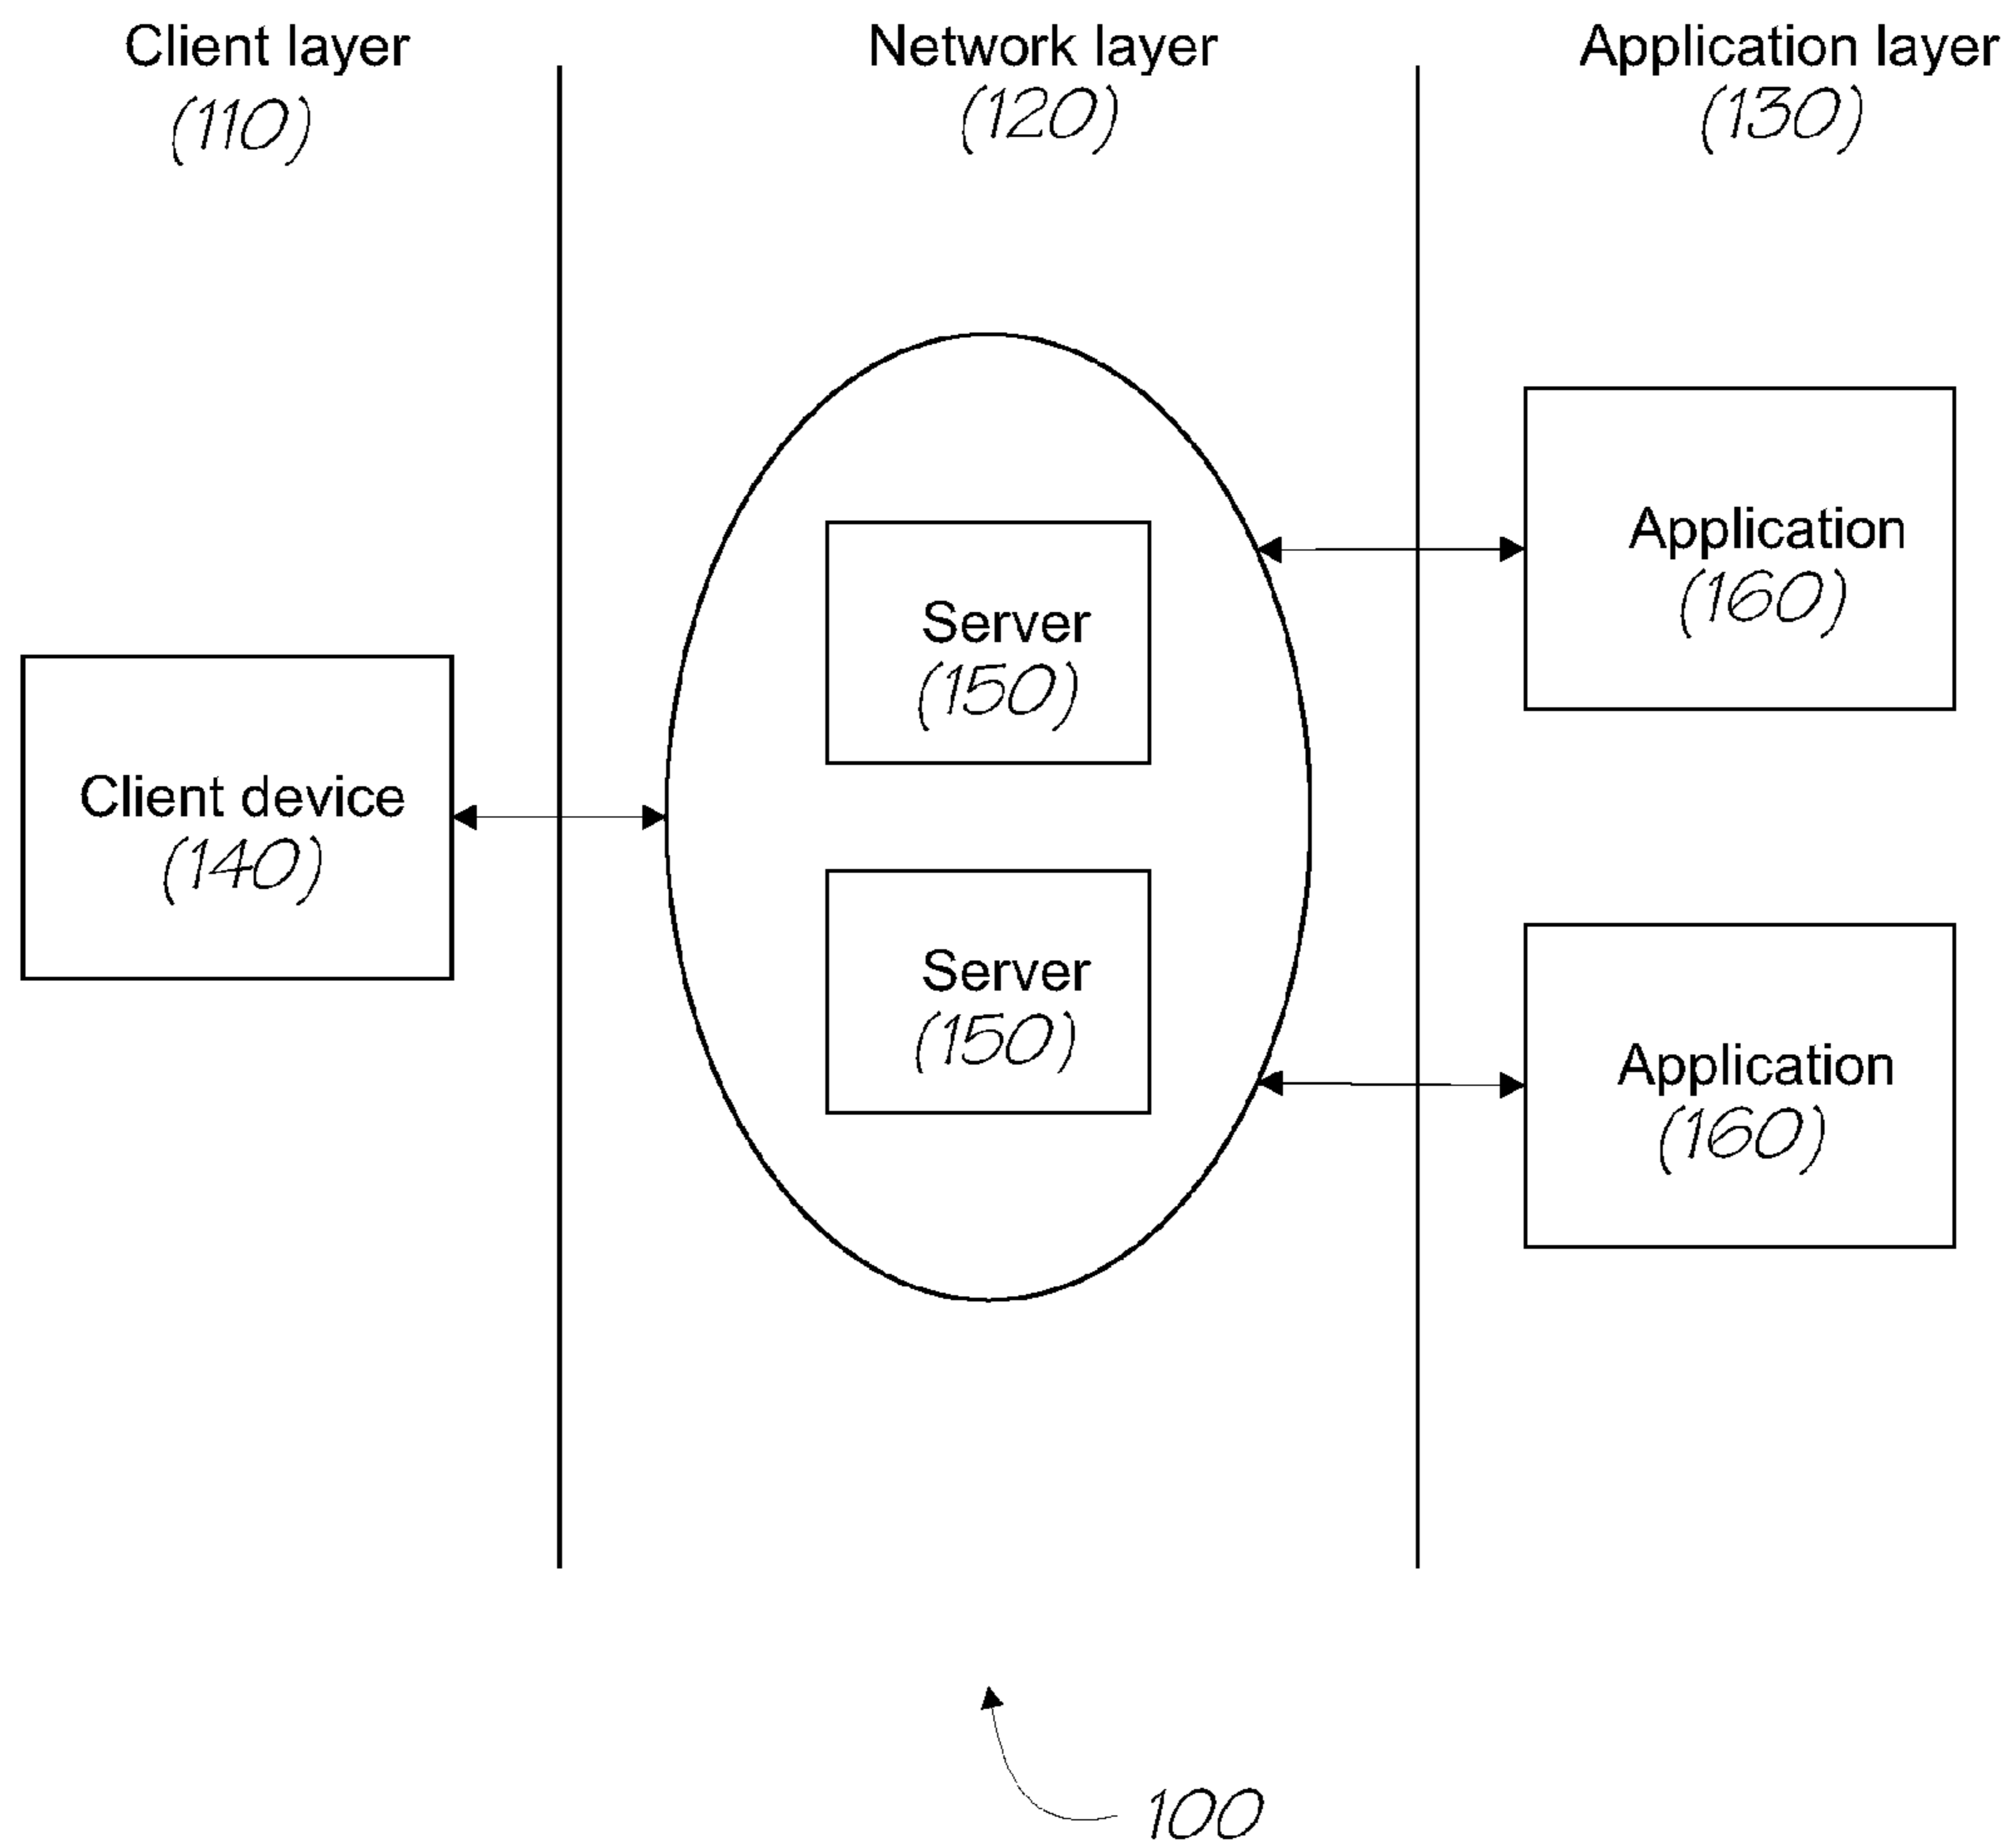 Client layer
(110)
Network layer
(120)
Application layer
(130)
Client device
(140)
Server
(150)
Server
(150)
Application
(160)
Application
(160)
100